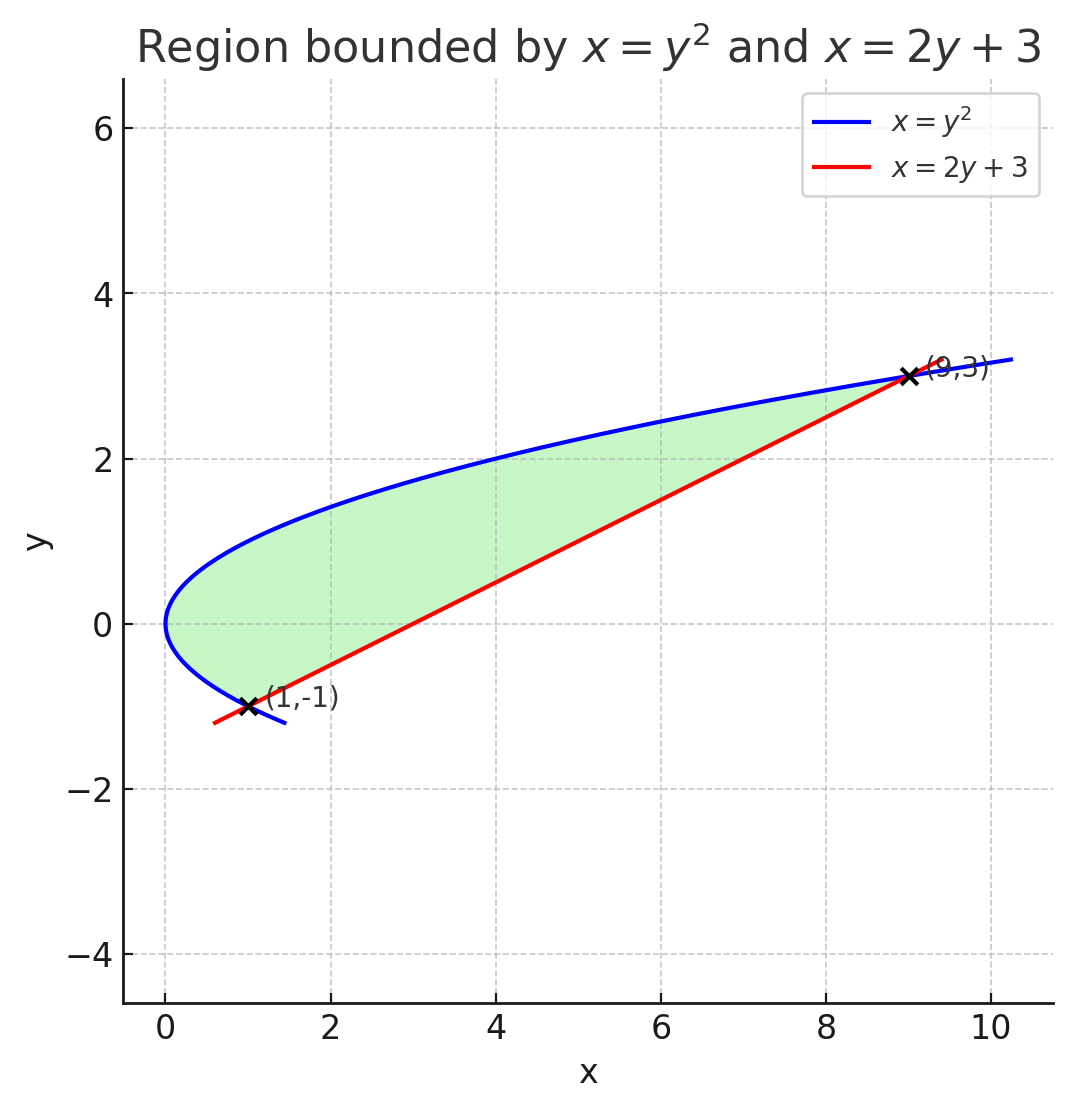 Region bounded by x = y² and x = 2y + 3
x = y²
x = 2y + 3
6
4
2
0
−2
−4
(9,3)
(1,-1)
y
0 2 4 6 8 10
x